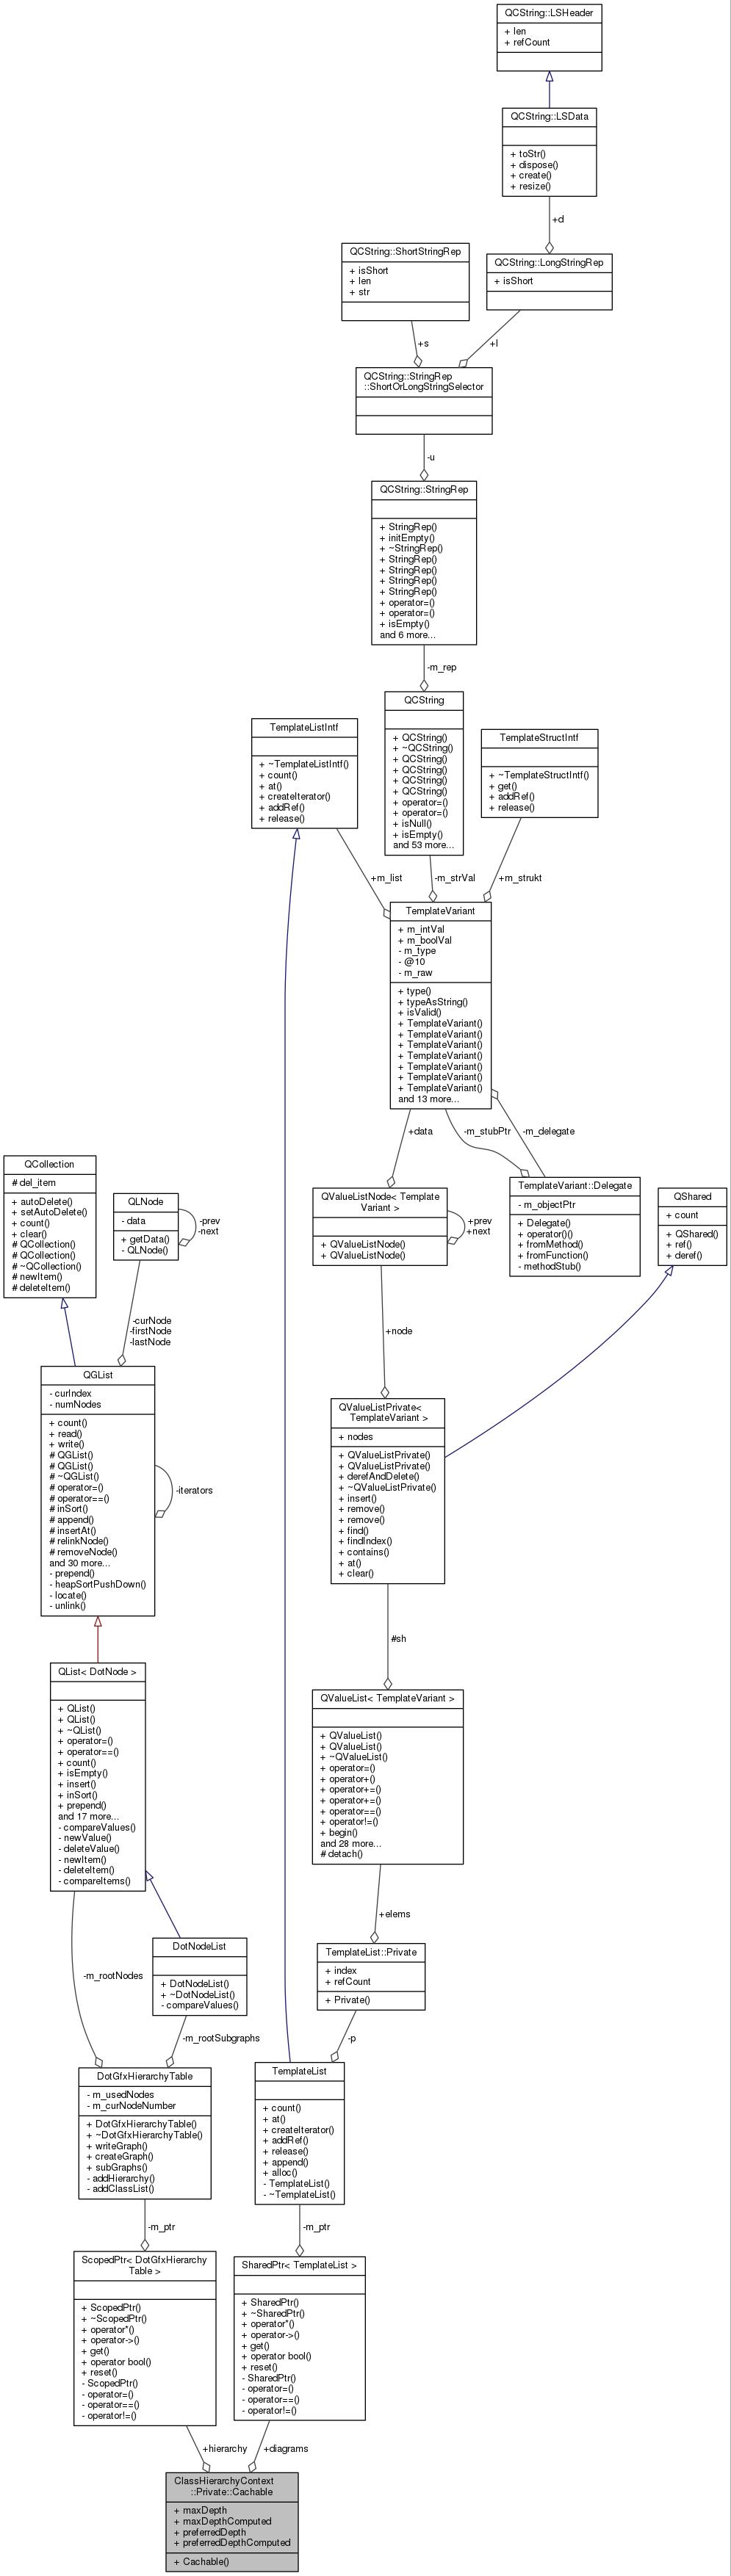 QCString::LSHeader
+ len
+ refCount
QCString::LSData
+ toStr()
+ dispose()
+ create()
+ resize()
+d
QCString::ShortStringRep
+ isShort
+ len
+ str
QCString::LongStringRep
+ isShort
+s
+l
QCString::StringRep
::ShortOrLongStringSelector
-u
QCString::StringRep
+ StringRep()
+ initEmpty()
+ ~StringRep()
+ StringRep()
+ StringRep()
+ StringRep()
+ StringRep()
+ operator=()
+ operator=()
+ isEmpty()
and 6 more...
-m_rep
TemplateListIntf
+ ~TemplateListIntf()
+ count()
+ at()
+ createIterator()
+ addRef()
+ release()
QCString
+ QCString()
+ ~QCString()
+ QCString()
+ QCString()
+ QCString()
+ QCString()
+ operator=()
+ operator=()
+ isNull()
+ isEmpty()
and 53 more...
TemplateStructIntf
+ ~TemplateStructIntf()
+ get()
+ addRef()
+ release()
+m_list
-m_strVal
+m_strukt
TemplateVariant
+ m_intVal
+ m_boolVal
- m_type
- @10
- m_raw
+ type()
+ typeAsString()
+ isValid()
+ TemplateVariant()
+ TemplateVariant()
+ TemplateVariant()
+ TemplateVariant()
+ TemplateVariant()
+ TemplateVariant()
+ TemplateVariant()
and 13 more...
+data
-m_stubPtr
-m_delegate
QCollection
# del_item
+ autoDelete()
+ setAutoDelete()
+ count()
+ clear()
# QCollection()
# QCollection()
# ~QCollection()
# newItem()
# deleteItem()
QLNode
- data
+ getData()
- QLNode()
-prev
-next
QValueListNode< Template
Variant >
+ QValueListNode()
+ QValueListNode()
+prev
+next
TemplateVariant::Delegate
- m_objectPtr
+ Delegate()
+ operator()()
+ fromMethod()
+ fromFunction()
- methodStub()
QShared
+ count
+ QShared()
+ ref()
+ deref()
-curNode
-firstNode
-lastNode
+node
QGList
- curIndex
- numNodes
+ count()
+ read()
+ write()
# QGList()
# QGList()
# ~QGList()
# operator=()
# operator==()
# inSort()
# append()
# insertAt()
# relinkNode()
# removeNode()
and 30 more...
- prepend()
- heapSortPushDown()
- locate()
- unlink()
-iterators
QValueListPrivate<
TemplateVariant >
+ nodes
+ QValueListPrivate()
+ QValueListPrivate()
+ derefAndDelete()
+ ~QValueListPrivate()
+ insert()
+ remove()
+ remove()
+ find()
+ findIndex()
+ contains()
+ at()
+ clear()
#sh
QList< DotNode >
+ QList()
+ QList()
+ ~QList()
+ operator=()
+ operator==()
+ count()
+ isEmpty()
+ insert()
+ inSort()
+ prepend()
and 17 more...
- compareValues()
- newValue()
- deleteValue()
- newItem()
- deleteItem()
- compareItems()
QValueList< TemplateVariant >
+ QValueList()
+ QValueList()
+ ~QValueList()
+ operator=()
+ operator+()
+ operator+=()
+ operator+=()
+ operator==()
+ operator!=()
+ begin()
and 28 more...
# detach()
+elems
DotNodeList
+ DotNodeList()
+ ~DotNodeList()
- compareValues()
-m_rootNodes
-m_rootSubgraphs
TemplateList::Private
+ index
+ refCount
+ Private()
-p
DotGfxHierarchyTable
- m_usedNodes
- m_curNodeNumber
+ DotGfxHierarchyTable()
+ ~DotGfxHierarchyTable()
+ writeGraph()
+ createGraph()
+ subGraphs()
- addHierarchy()
- addClassList()
TemplateList
+ count()
+ at()
+ createIterator()
+ addRef()
+ release()
+ append()
+ alloc()
- TemplateList()
- ~TemplateList()
-m_ptr
-m_ptr
ScopedPtr< DotGfxHierarchy
Table >
+ ScopedPtr()
+ ~ScopedPtr()
+ operator*()
+ operator->()
+ get()
+ operator bool()
+ reset()
- ScopedPtr()
- operator=()
- operator==()
- operator!=()
SharedPtr< TemplateList >
+ SharedPtr()
+ ~SharedPtr()
+ operator*()
+ operator->()
+ get()
+ operator bool()
+ reset()
- SharedPtr()
- operator=()
- operator==()
- operator!=()
+hierarchy
+diagrams
ClassHierarchyContext
::Private::Cachable
+ maxDepth
+ maxDepthComputed
+ preferredDepth
+ preferredDepthComputed
+ Cachable()